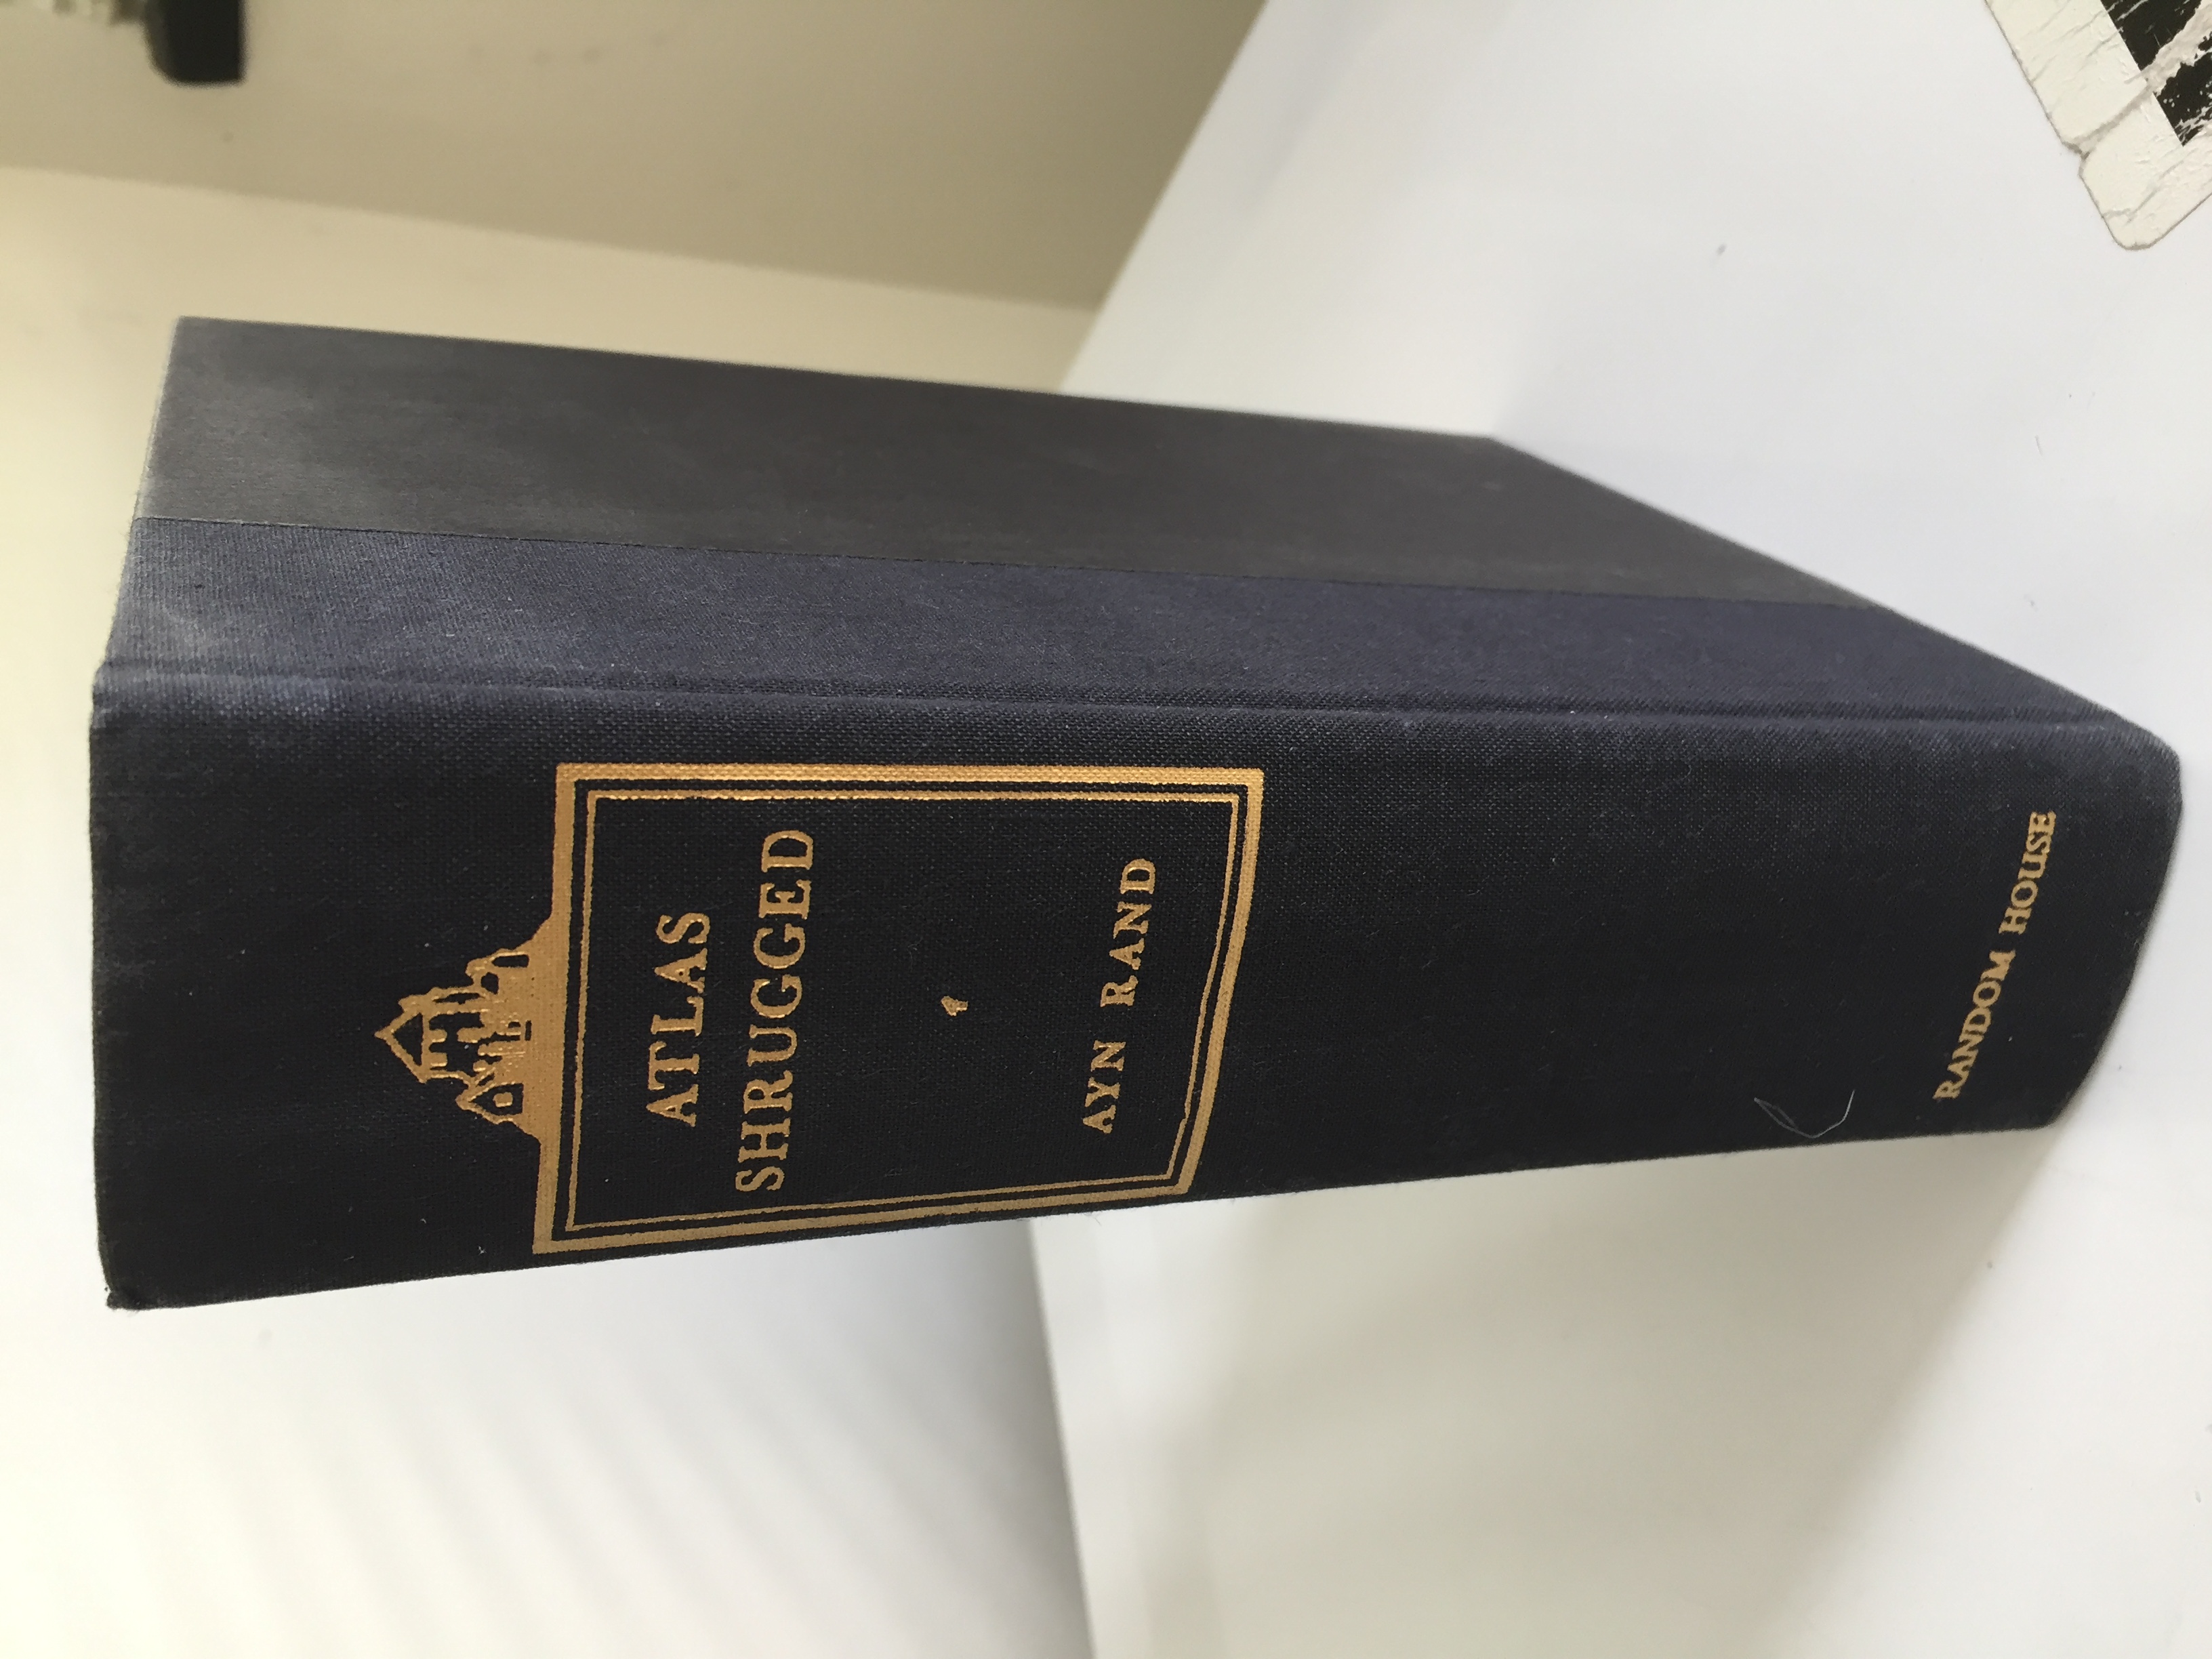 ATLAS
SHRUGGED
AYN RAND
RANDOM HOUSE